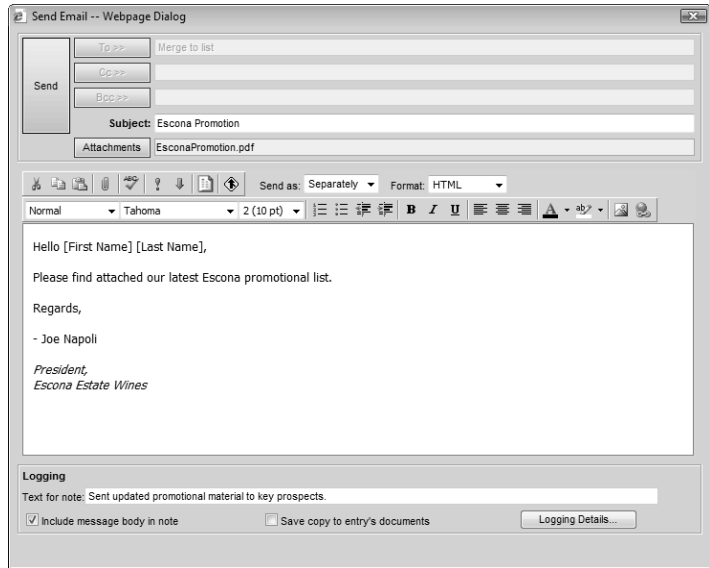 Send Email -- Webpage Dialog
Send
To >>
Merge to list
Cc >>
Bcc >>
Subject: Escona Promotion
Attachments EsconaPromotion.pdf
ABC Send as: Separately Format: HTML
Normal Tahoma 2 (10 pt) B I U A ab
Hello [First Name] [Last Name],
Please find attached our latest Escona promotional list.
Regards,
- Joe Napoli
President,
Escona Estate Wines
Logging
Text for note: Sent updated promotional material to key prospects.
Include message body in note Save copy to entry's documents Logging Details...